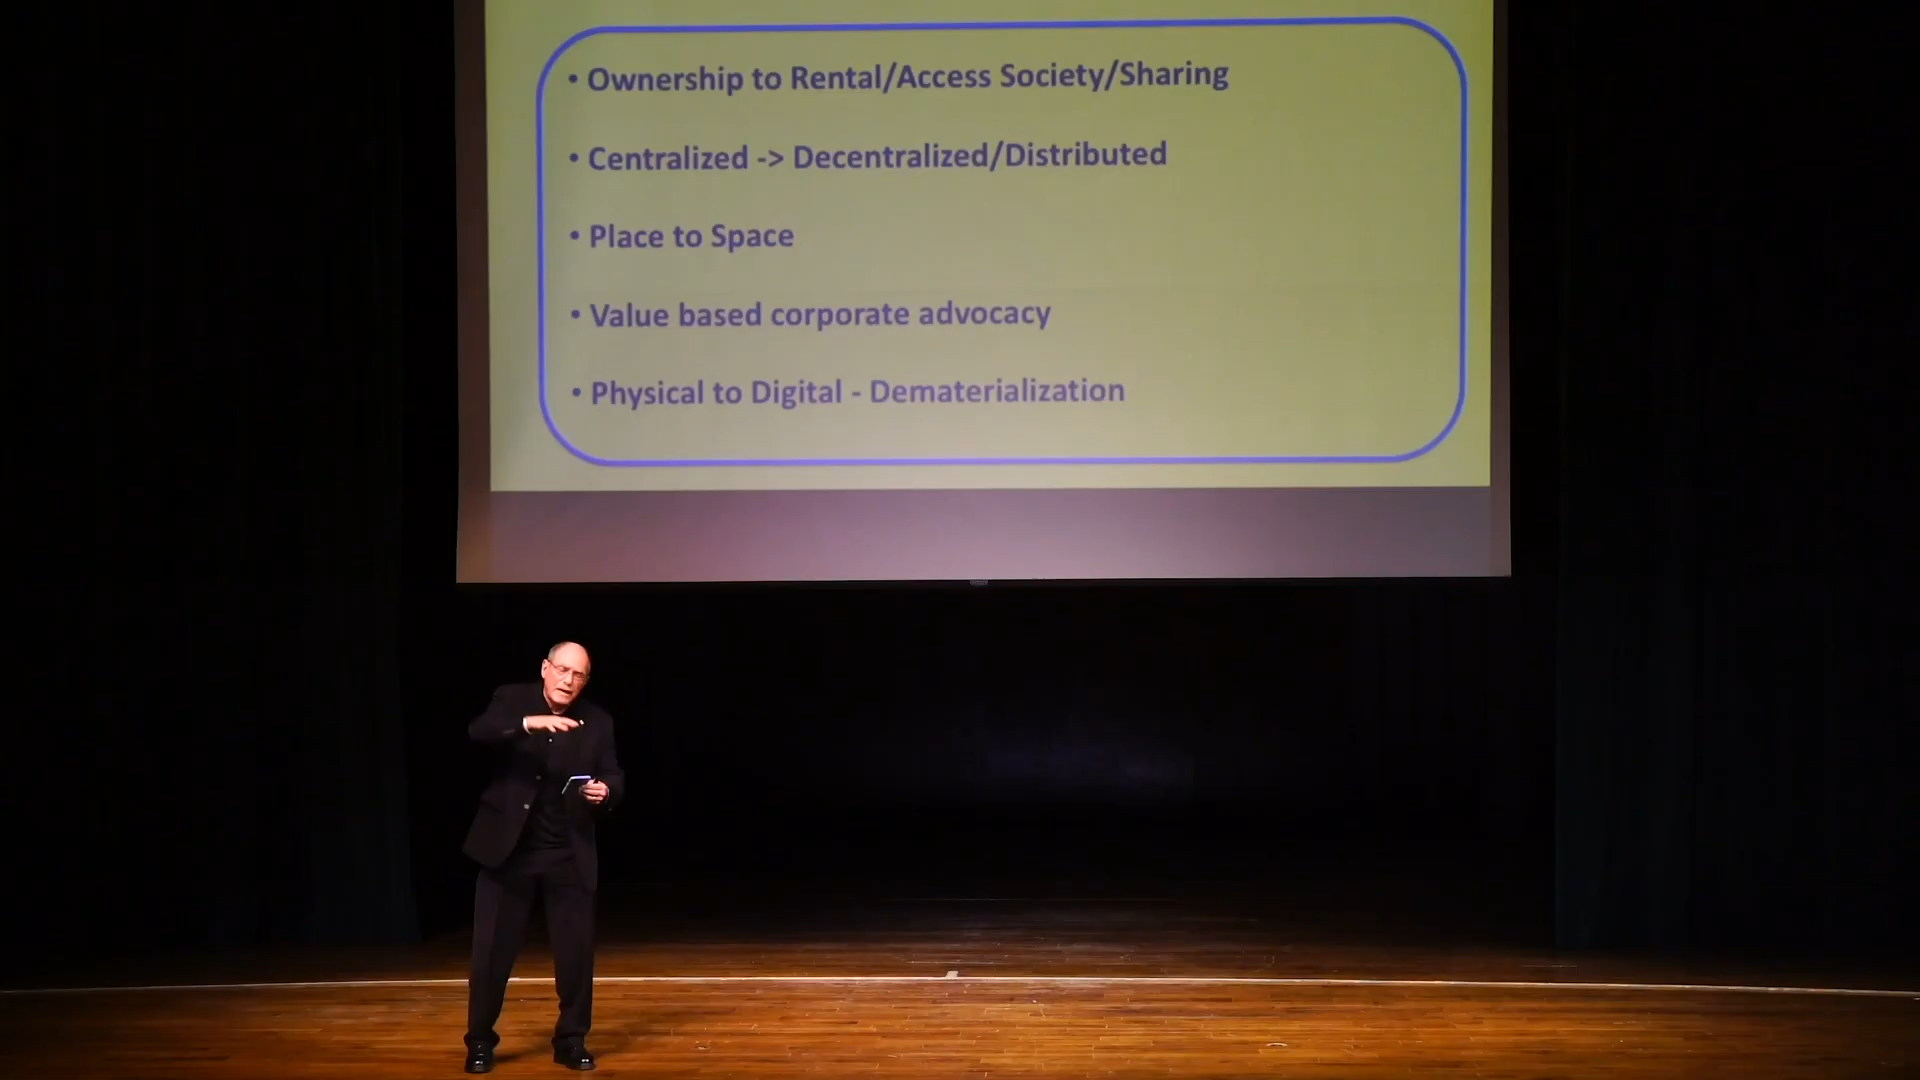 • Ownership to Rental/Access Society/Sharing
• Centralized -> Decentralized/Distributed
• Place to Space
• Value based corporate advocacy
• Physical to Digital - Dematerialization